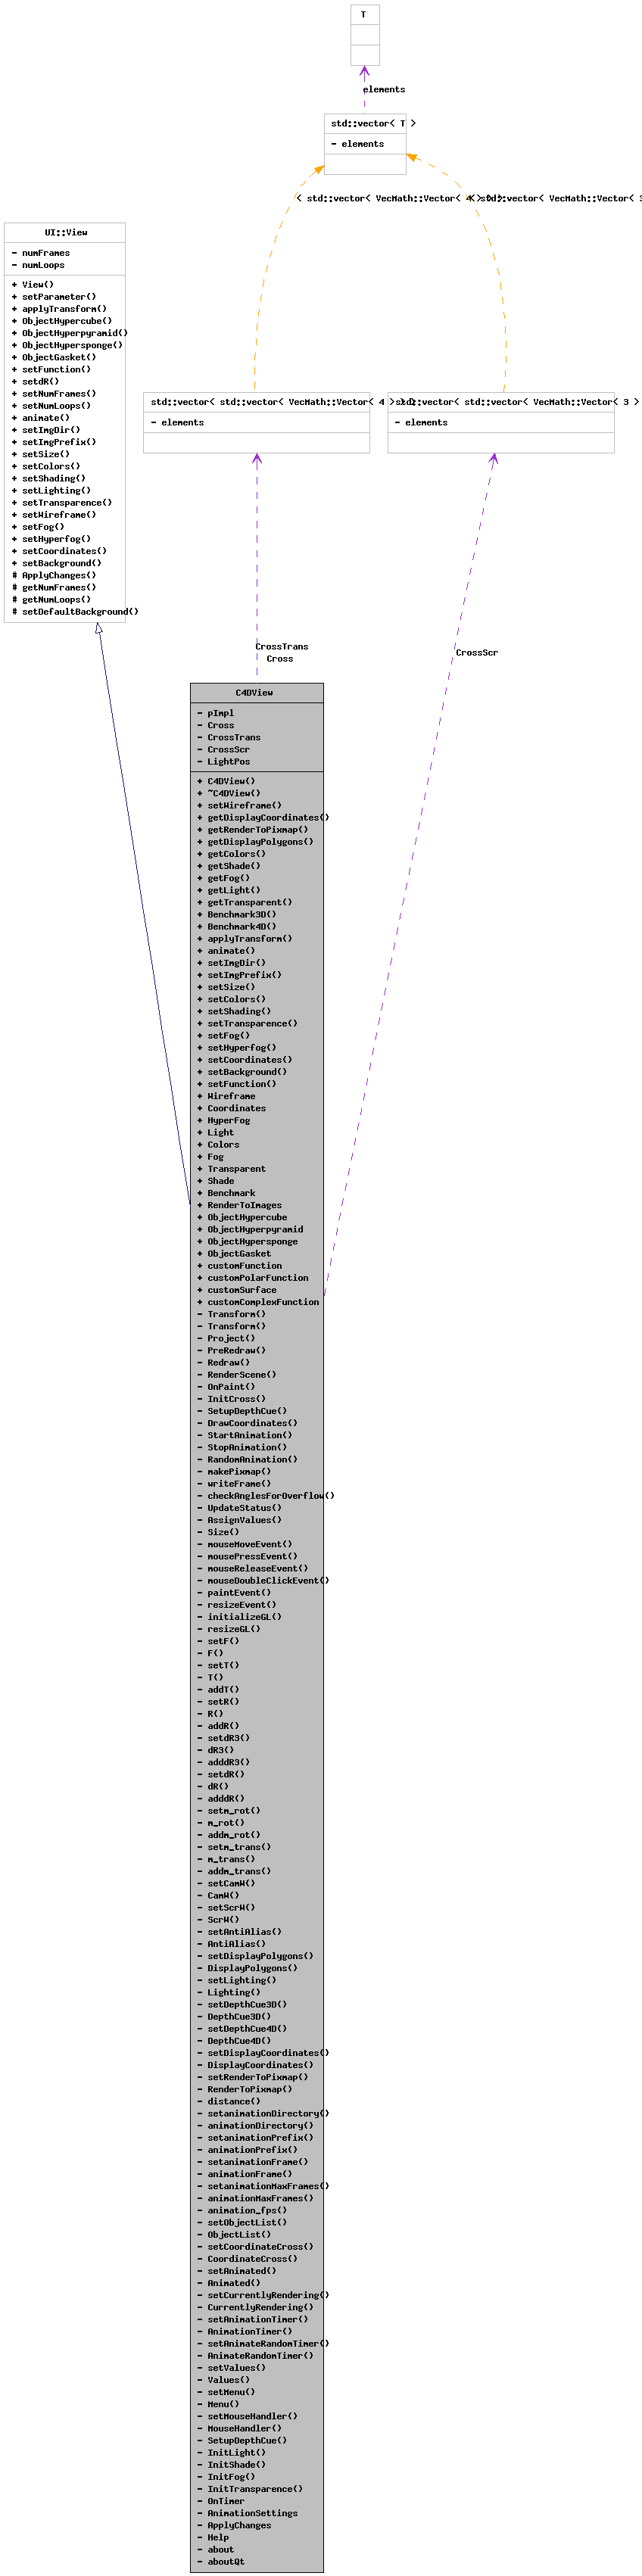 T
elements
std::vector< T >
- elements
< std::vector< VecMath::Vector< 4 > > >
< std::vector< VecMath::Vector< 3
UI::View
- numFrames
- numLoops
+ View()
+ setParameter()
+ applyTransform()
+ ObjectHypercube()
+ ObjectHyperpyramid()
+ ObjectHypersponge()
+ ObjectGasket()
+ setFunction()
+ setdR()
+ setNumFrames()
+ setNumLoops()
+ animate()
+ setImgDir()
+ setImgPrefix()
+ setSize()
+ setColors()
+ setShading()
+ setLighting()
+ setTransparence()
+ setWireframe()
+ setFog()
+ setHyperfog()
+ setCoordinates()
+ setBackground()
# ApplyChanges()
# getNumFrames()
# getNumLoops()
# setDefaultBackground()
std::vector< std::vector< VecMath::Vector< 4 > > >
- elements
std::vector< std::vector< VecMath::Vector< 3 >
- elements
CrossTrans
Cross
CrossScr
C4DView
- pImpl
- Cross
- CrossTrans
- CrossScr
- LightPos
+ C4DView()
+ ~C4DView()
+ setWireframe()
+ getDisplayCoordinates()
+ getRenderToPixmap()
+ getDisplayPolygons()
+ getColors()
+ getShade()
+ getFog()
+ getLight()
+ getTransparent()
+ Benchmark3D()
+ Benchmark4D()
+ applyTransform()
+ animate()
+ setImgDir()
+ setImgPrefix()
+ setSize()
+ setColors()
+ setShading()
+ setTransparence()
+ setFog()
+ setHyperfog()
+ setCoordinates()
+ setBackground()
+ setFunction()
+ Wireframe
+ Coordinates
+ HyperFog
+ Light
+ Colors
+ Fog
+ Transparent
+ Shade
+ Benchmark
+ RenderToImages
+ ObjectHypercube
+ ObjectHyperpyramid
+ ObjectHypersponge
+ ObjectGasket
+ customFunction
+ customPolarFunction
+ customSurface
+ customComplexFunction
- Transform()
- Transform()
- Project()
- PreRedraw()
- Redraw()
- RenderScene()
- OnPaint()
- InitCross()
- SetupDepthCue()
- DrawCoordinates()
- StartAnimation()
- StopAnimation()
- RandomAnimation()
- makePixmap()
- writeFrame()
- checkAnglesForOverflow()
- UpdateStatus()
- AssignValues()
- Size()
- mouseMoveEvent()
- mousePressEvent()
- mouseReleaseEvent()
- mouseDoubleClickEvent()
- paintEvent()
- resizeEvent()
- initializeGL()
- resizeGL()
- setF()
- F()
- setT()
- T()
- addT()
- setR()
- R()
- addR()
- setdR3()
- dR3()
- adddR3()
- setdR()
- dR()
- adddR()
- setm_rot()
- m_rot()
- addm_rot()
- setm_trans()
- m_trans()
- addm_trans()
- setCamW()
- CamW()
- setScrW()
- ScrW()
- setAntiAlias()
- AntiAlias()
- setDisplayPolygons()
- DisplayPolygons()
- setLighting()
- Lighting()
- setDepthCue3D()
- DepthCue3D()
- setDepthCue4D()
- DepthCue4D()
- setDisplayCoordinates()
- DisplayCoordinates()
- setRenderToPixmap()
- RenderToPixmap()
- distance()
- setanimationDirectory()
- animationDirectory()
- setanimationPrefix()
- animationPrefix()
- setanimationFrame()
- animationFrame()
- setanimationMaxFrames()
- animationMaxFrames()
- animation_fps()
- setObjectList()
- ObjectList()
- setCoordinateCross()
- CoordinateCross()
- setAnimated()
- Animated()
- setCurrentlyRendering()
- CurrentlyRendering()
- setAnimationTimer()
- AnimationTimer()
- setAnimateRandomTimer()
- AnimateRandomTimer()
- setValues()
- Values()
- setMenu()
- Menu()
- setMouseHandler()
- MouseHandler()
- SetupDepthCue()
- InitLight()
- InitShade()
- InitFog()
- InitTransparence()
- OnTimer
- AnimationSettings
- ApplyChanges
- Help
- about
- aboutQt